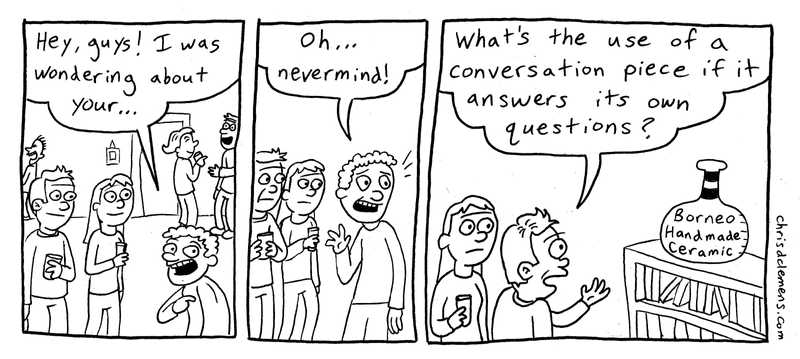 Hey, guys! I was
wondering about
your...
Oh...
nevermind!
What's the use of a
conversation piece if it
answers its own
questions?
Borneo
Handmade
Ceramic
chrisdclemens.com